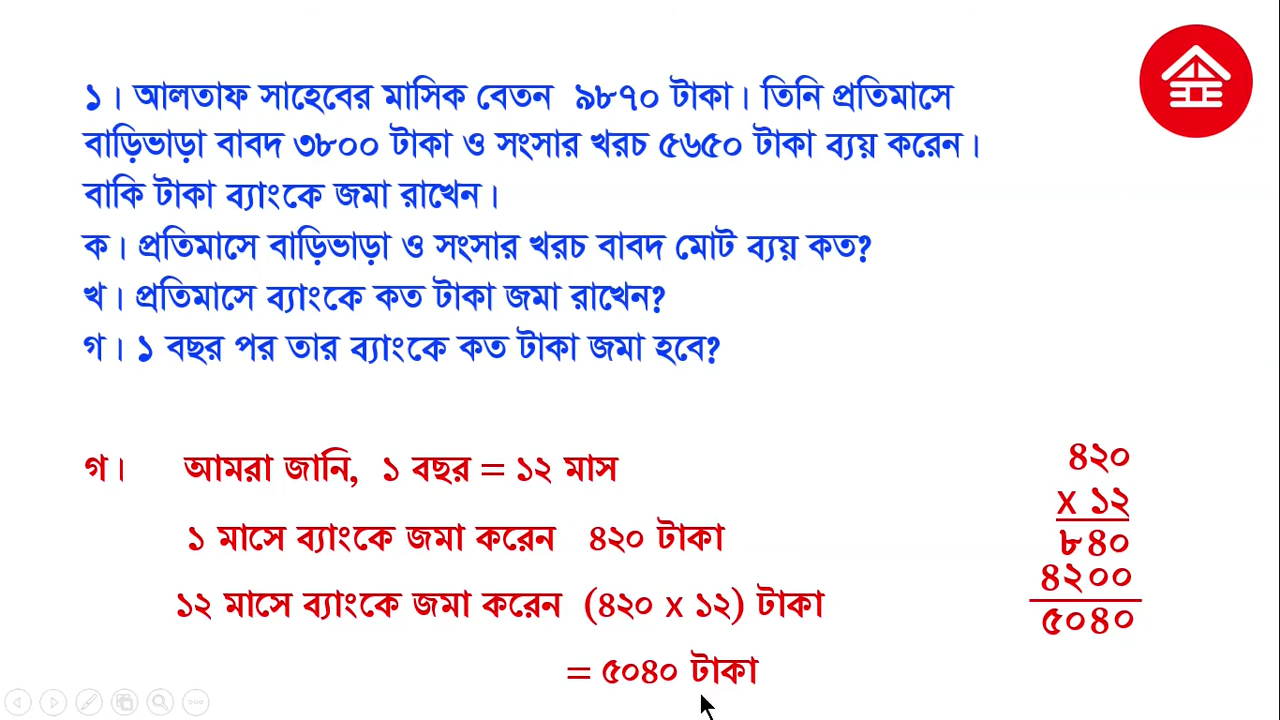 ১। আলতাফ সাহেবের মাসিক বেতন ৯৮৭০ টাকা। তিনি প্রতিমাসে
বাড়িভাড়া বাবদ ৩৮০০ টাকা ও সংসার খরচ ৫৬৫০ টাকা ব্যয় করেন।
বাকি টাকা ব্যাংকে জমা রাখেন।
ক। প্রতিমাসে বাড়িভাড়া ও সংসার খরচ বাবদ মোট ব্যয় কত?
খ। প্রতিমাসে ব্যাংকে কত টাকা জমা রাখেন?
গ। ১ বছর পর তার ব্যাংকে কত টাকা জমা হবে?
গ। আমরা জানি, ১ বছর = ১২ মাস
১ মাসে ব্যাংকে জমা করেন ৪২০ টাকা
১২ মাসে ব্যাংকে জমা করেন (৪২০ x ১২) টাকা
= ৫০৪০ টাকা
৪২০
x ১২
৮৪০
৪২০০
৫০৪০